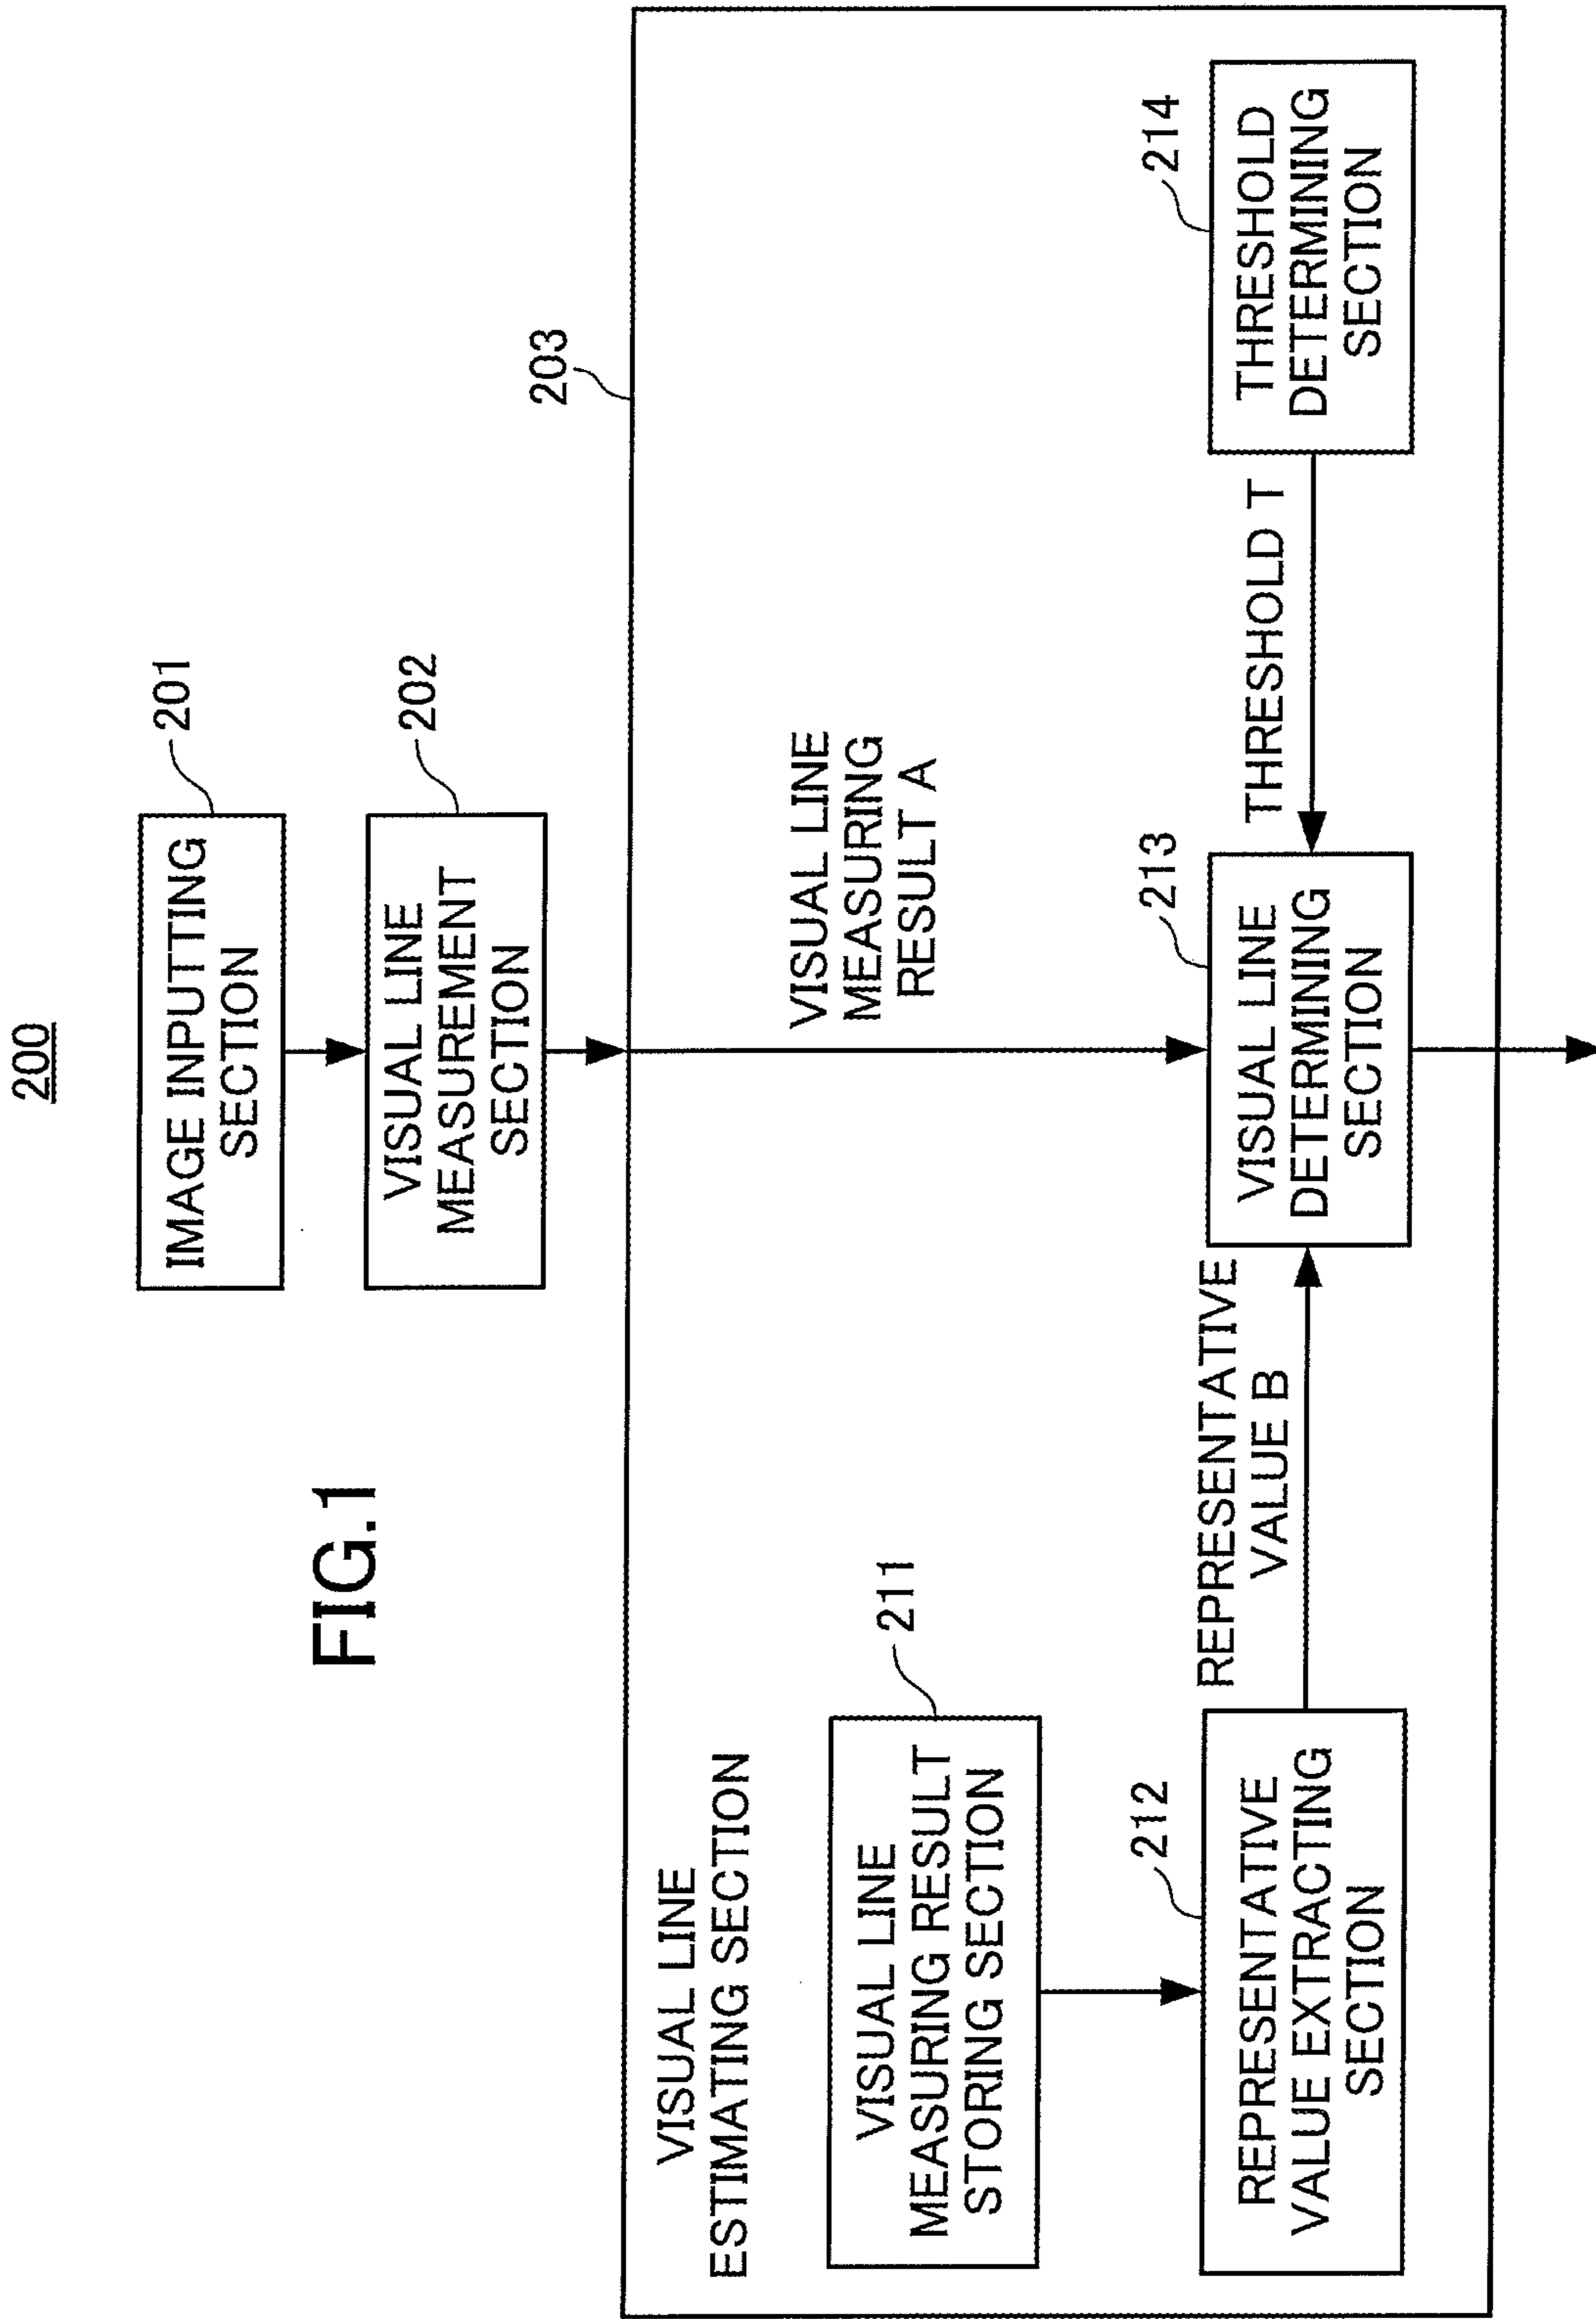 200
FIG.1
IMAGE INPUTTING
SECTION
201
VISUAL LINE
MEASUREMENT
SECTION
202
203
VISUAL LINE
ESTIMATING SECTION
VISUAL LINE
MEASURING
RESULT A
VISUAL LINE
MEASURING RESULT
STORING SECTION
211
REPRESENTATIVE
VALUE EXTRACTING
SECTION
212
REPRESENTATIVE
VALUE B
VISUAL LINE
DETERMINING
SECTION
213
THRESHOLD T
THRESHOLD
DETERMINING
SECTION
214